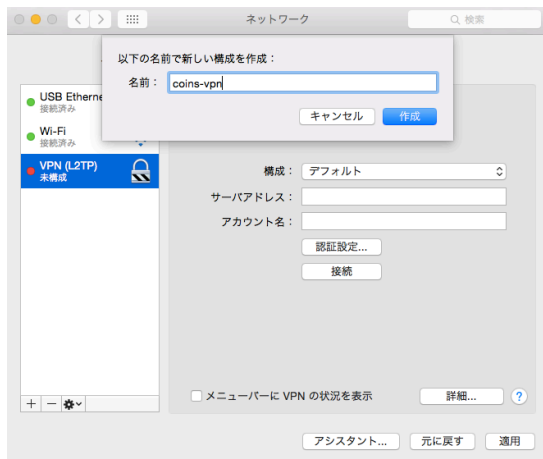 ネットワーク
検索
以下の名前で新しい構成を作成：
名前： coins-vpn
キャンセル 作成
USB Etherne
接続済み
Wi-Fi
接続済み
VPN (L2TP)
未構成
構成： デフォルト
サーバアドレス：
アカウント名：
認証設定...
接続
メニューバーに VPN の状況を表示
詳細... ?
アシスタント... 元に戻す 適用